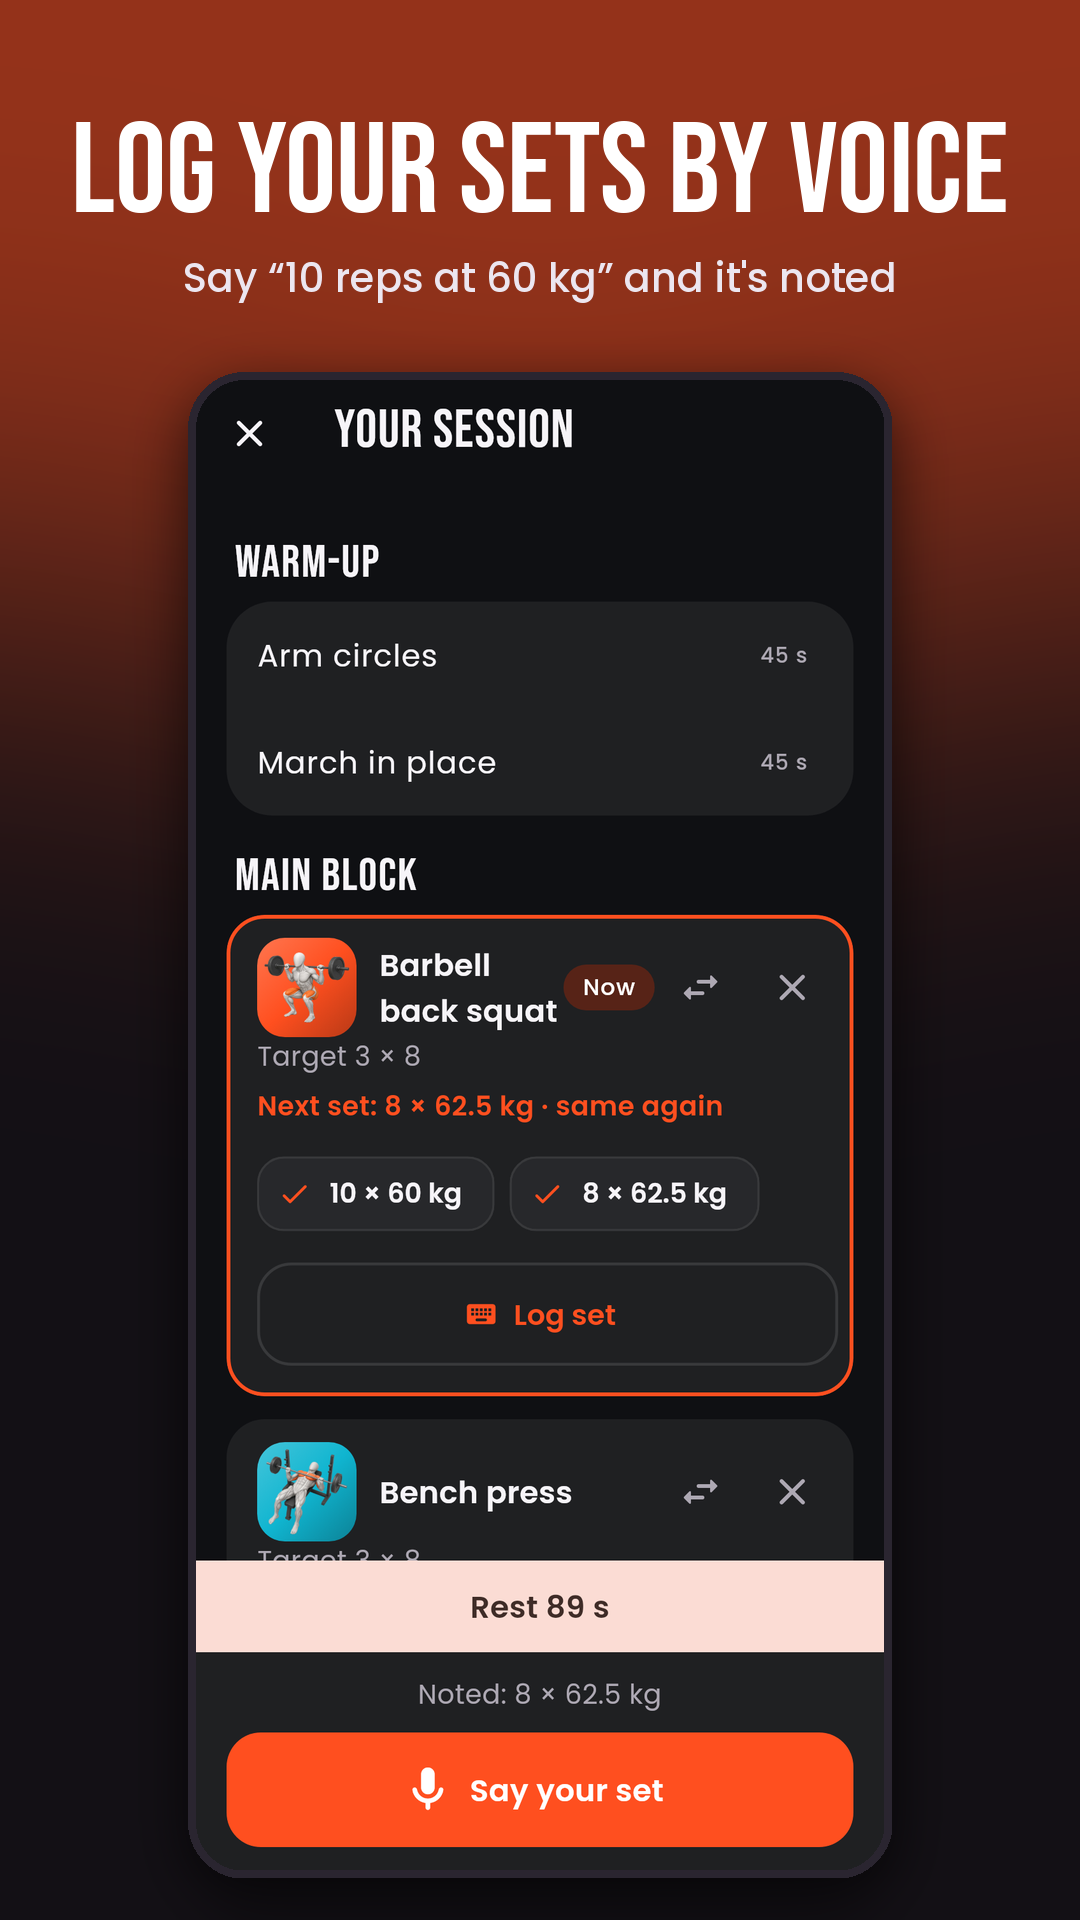 LOG YOUR SETS BY VOICE
Say “10 reps at 60 kg” and it's noted
YOUR SESSION
WARM-UP
Arm circles 45 s
March in place 45 s
MAIN BLOCK
Barbell
back squat
Now
Target 3 × 8
Next set: 8 × 62.5 kg · same again
10 × 60 kg 8 × 62.5 kg
Log set
Bench press
Target 3 × 8
Rest 89 s
Noted: 8 × 62.5 kg
Say your set